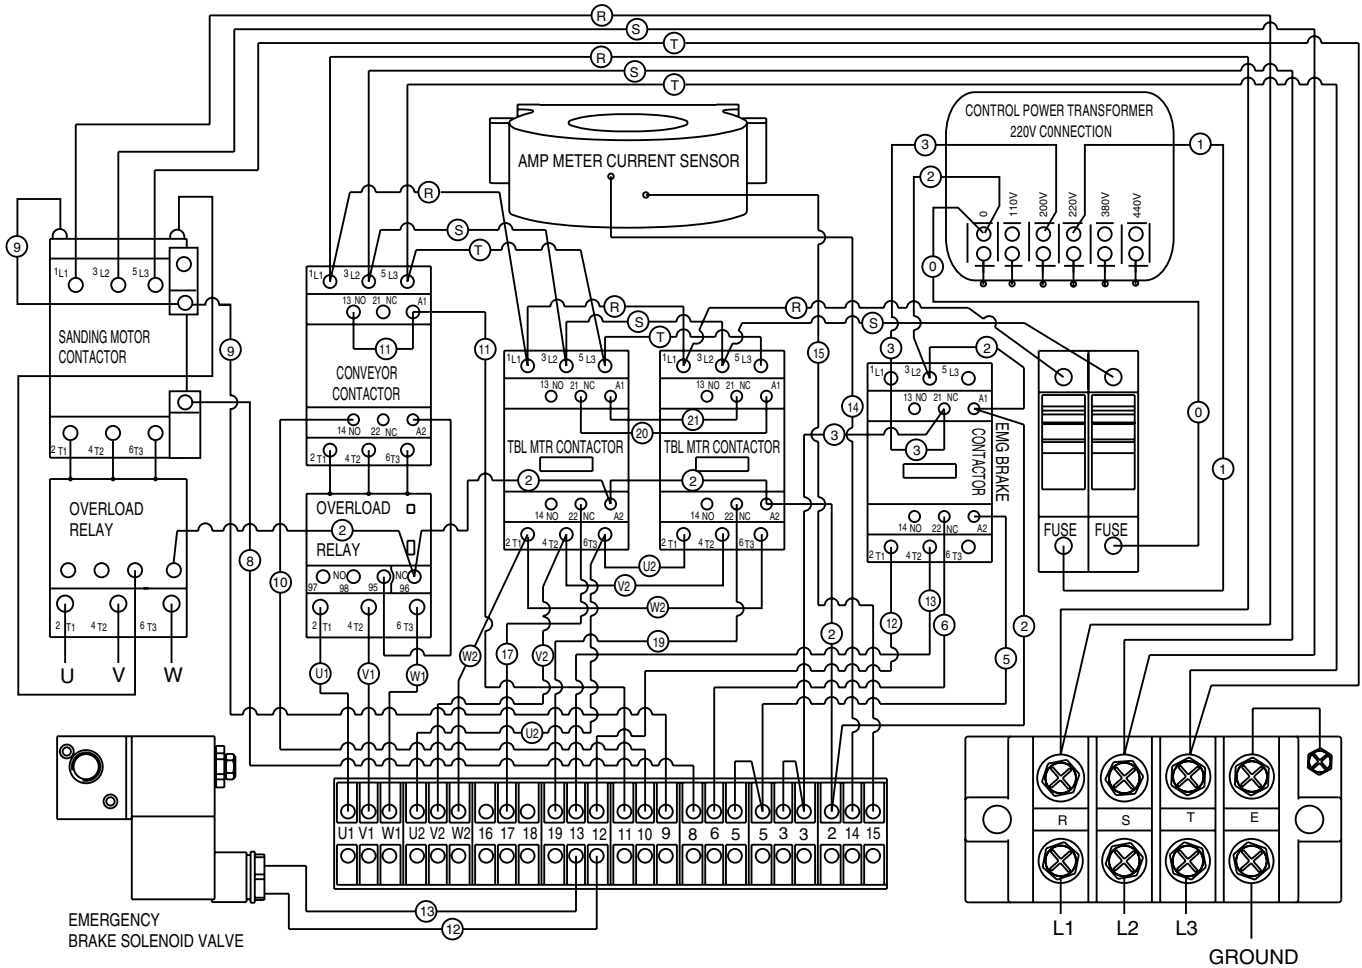 R
S
T
R
S
T
CONTROL POWER TRANSFORMER
220V CONNECTION
3
1
2
AMP METER CURRENT SENSOR
0
110V
200V
220V
380V
440V
R
S
T
9
0
1L1 3L2 5L3
SANDING MOTOR
CONTACTOR
9
1L1 3L2 5L3
13 NO 21 NC A1
11
CONVEYOR
CONTACTOR
14 NO 22 NC A2
2T1 4T2 6T3
11
R
S
T
R
S
15
14
3
2
1L1 3L2 5L3
13 NO 21 NC A1
TBL MTR CONTACTOR
14 NO 22 NC A2
2T1 4T2 6T3
21
20
1L1 3L2 5L3
13 NO 21 NC A1
TBL MTR CONTACTOR
14 NO 22 NC A2
2T1 4T2 6T3
2
2
3
1L1 3L2 5L3
13 NO 21 NC A1
3
EMG BRAKE
CONTACTOR
14 NO 22 NC A2
2T1 4T2 6T3
0
1
FUSE FUSE
2T1 4T2 6T3
OVERLOAD
RELAY
2T1 4T2 6T3
U V W
2
8
10
OVERLOAD
RELAY
97 NO 98 95 NO 96
2T1 4T2 6T3
U1 V1 W1
U2
V2
W2
W2 17 V2 19
U2
2
12
13
6
5
2
U1 V1 W1 U2 V2 W2 16 17 18 19 13 12 11 10 9 8 6 5 5 3 3 2 14 15
13
12
EMERGENCY
BRAKE SOLENOID VALVE
R S T E
L1 L2 L3
GROUND